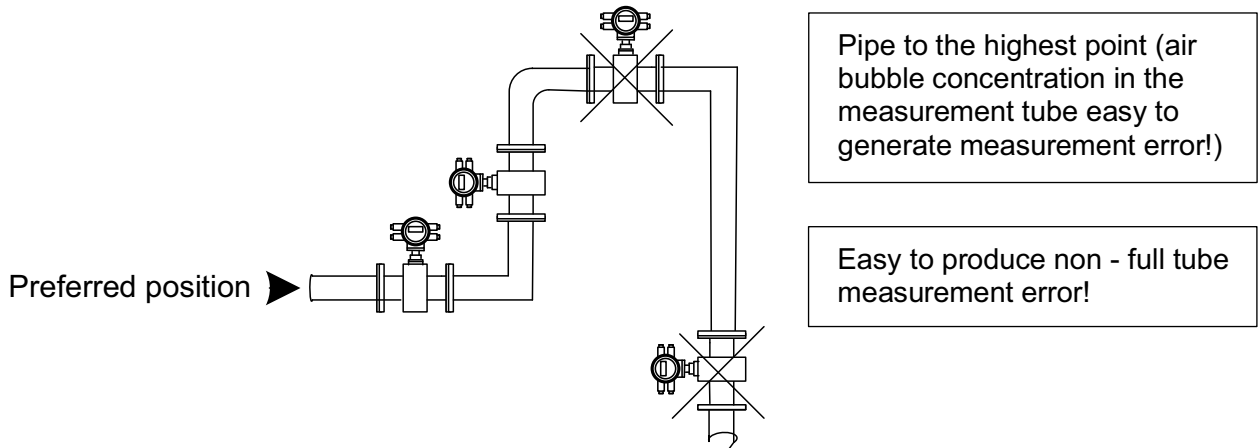 Pipe to the highest point (air
bubble concentration in the
measurement tube easy to
generate measurement error!)
Easy to produce non - full tube
measurement error!
Preferred position